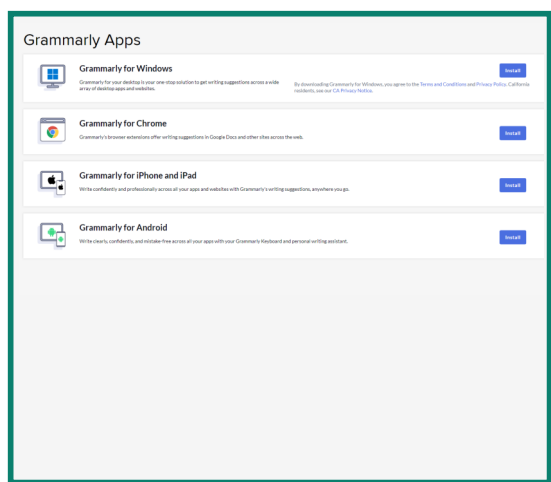 Grammarly Apps
Grammarly for Windows
Install
Grammarly for your desktop is your one-stop solution to get writing suggestions across a wide
array of desktop apps and websites.
By downloading Grammarly for Windows, you agree to the Terms and Conditions and Privacy Policy. California
residents, see our CA Privacy Notice.
Grammarly for Chrome
Install
Grammarly's browser extensions offer writing suggestions in Google Docs and other sites across the web.
Grammarly for iPhone and iPad
Install
Write confidently and professionally across all your apps and websites with Grammarly's writing suggestions, anywhere you go.
Grammarly for Android
Install
Write clearly, confidently, and mistake-free across all your apps with your Grammarly Keyboard and personal writing assistant.